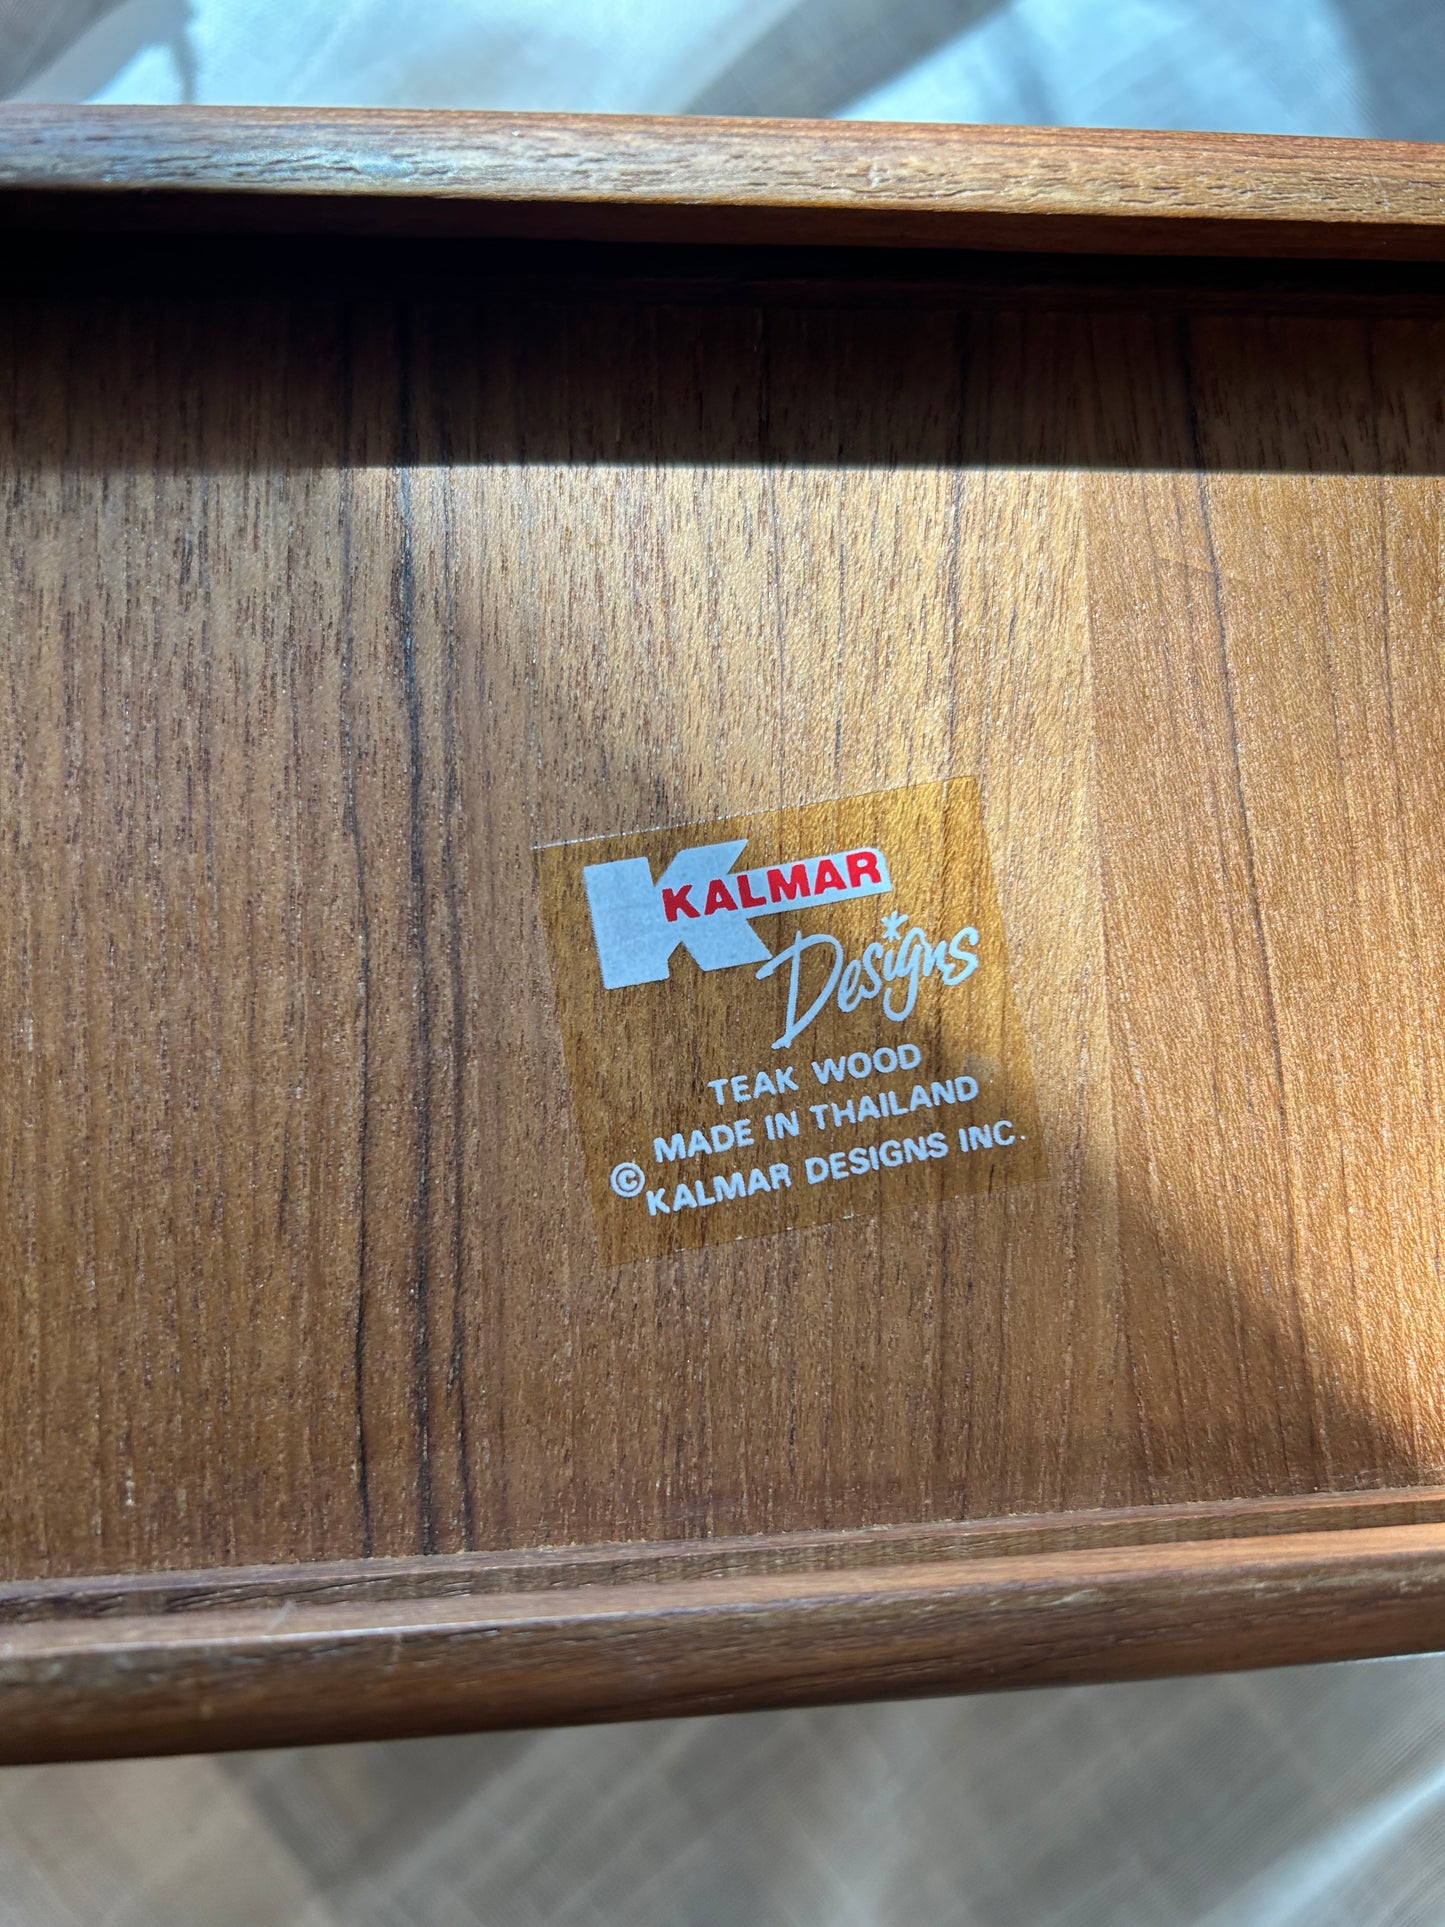 KALMAR
Designs
TEAK WOOD
MADE IN THAILAND
© KALMAR DESIGNS INC.